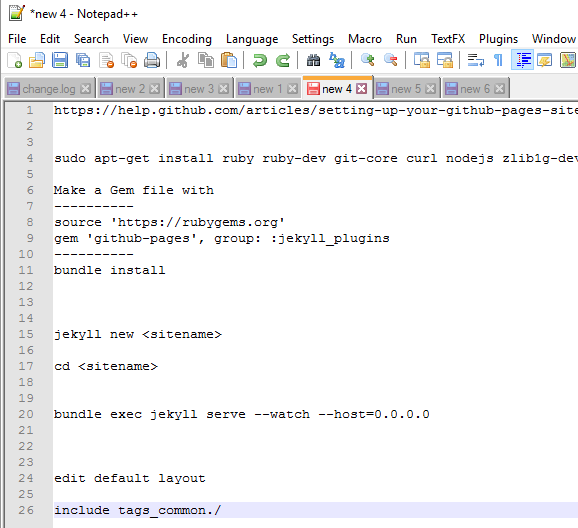 *new 4 - Notepad++
File Edit Search View Encoding Language Settings Macro Run TextFX Plugins Window
change.log new 2 new 3 new 1 new 4 new 5 new 6
1 https://help.github.com/articles/setting-up-your-github-pages-site
2
3
4 sudo apt-get install ruby ruby-dev git-core curl nodejs zlib1g-dev
5
6 Make a Gem file with
7 ----------
8 source 'https://rubygems.org'
9 gem 'github-pages', group: :jekyll_plugins
10 ----------
11 bundle install
12
13
14
15 jekyll new <sitename>
16
17 cd <sitename>
18
19
20 bundle exec jekyll serve --watch --host=0.0.0.0
21
22
23
24 edit default layout
25
26 include tags_common./